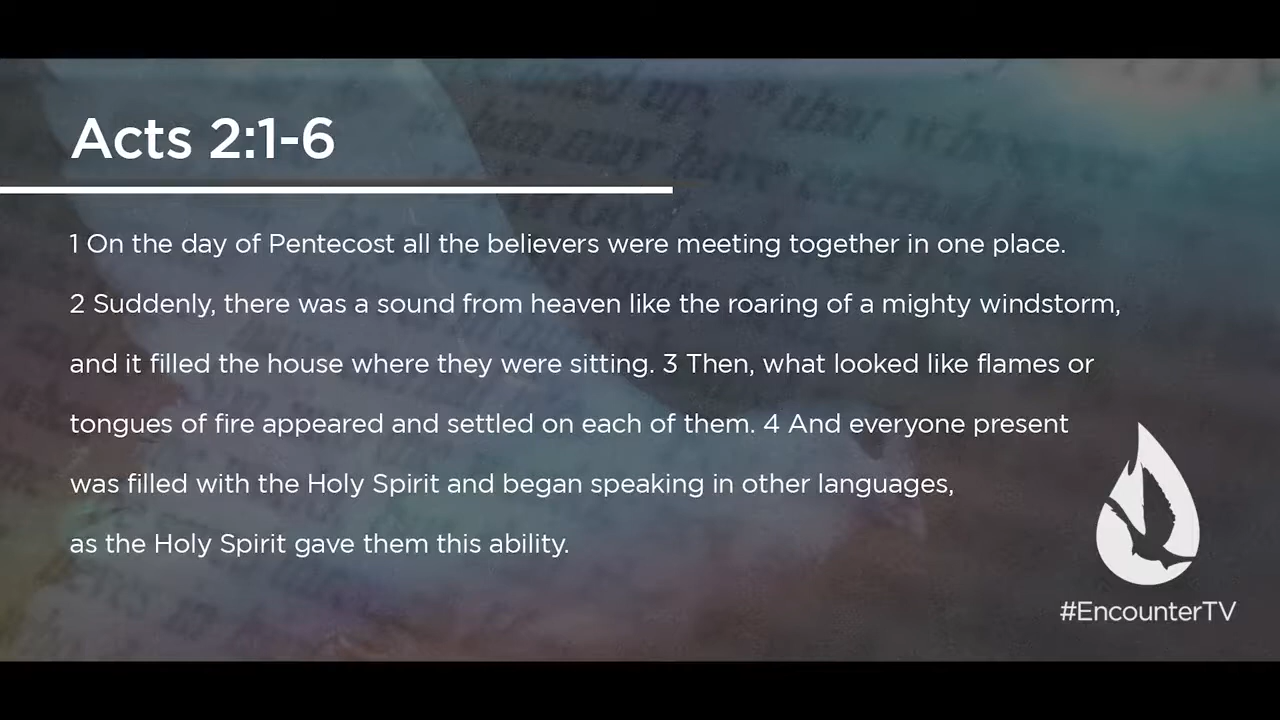 Acts 2:1-6
1 On the day of Pentecost all the believers were meeting together in one place.
2 Suddenly, there was a sound from heaven like the roaring of a mighty windstorm,
and it filled the house where they were sitting. 3 Then, what looked like flames or
tongues of fire appeared and settled on each of them. 4 And everyone present
was filled with the Holy Spirit and began speaking in other languages,
as the Holy Spirit gave them this ability.
#EncounterTV